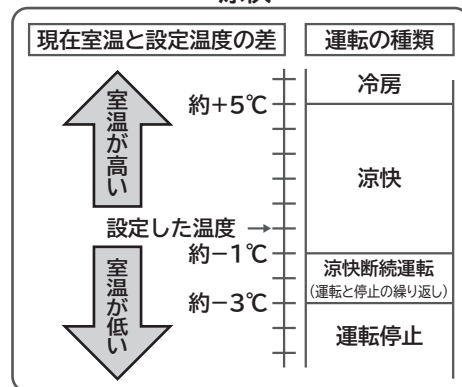 現在室温と設定温度の差
運転の種類
室温が高い
冷房
約+5℃
涼快
設定した温度 →
約−1℃
涼快断続運転
(運転と停止の繰り返し)
室温が低い
約−3℃
運転停止